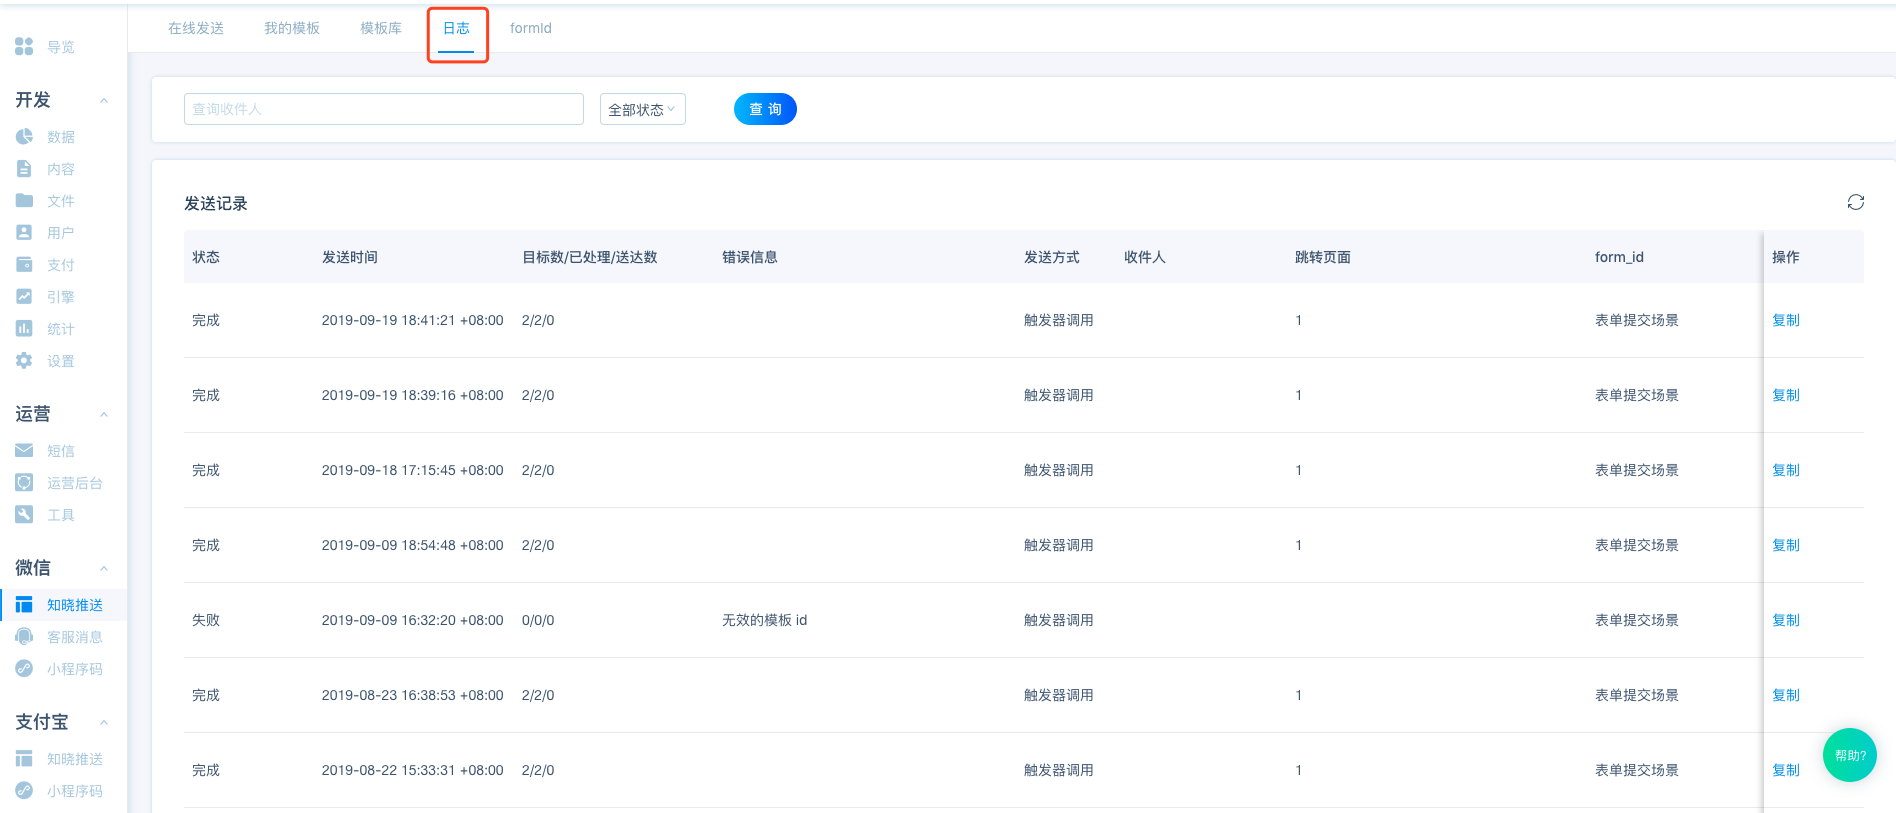 在线发送 我的模板 模板库 日志 formId
导览
开发
数据
内容
文件
用户
支付
引擎
统计
设置
运营
短信
运营后台
工具
微信
知晓推送
客服消息
小程序码
支付宝
知晓推送
小程序码
查询收件人 全部状态 查 询
发送记录
状态 发送时间 目标数/已处理/送达数 错误信息 发送方式 收件人 跳转页面 form_id 操作
完成 2019-09-19 18:41:21 +08:00 2/2/0 触发器调用 1 表单提交场景 复制
完成 2019-09-19 18:39:16 +08:00 2/2/0 触发器调用 1 表单提交场景 复制
完成 2019-09-18 17:15:45 +08:00 2/2/0 触发器调用 1 表单提交场景 复制
完成 2019-09-09 18:54:48 +08:00 2/2/0 触发器调用 1 表单提交场景 复制
失败 2019-09-09 16:32:20 +08:00 0/0/0 无效的模板 id 触发器调用 表单提交场景 复制
完成 2019-08-23 16:38:53 +08:00 2/2/0 触发器调用 1 表单提交场景 复制
完成 2019-08-22 15:33:31 +08:00 2/2/0 触发器调用 1 表单提交场景 复制
帮助?